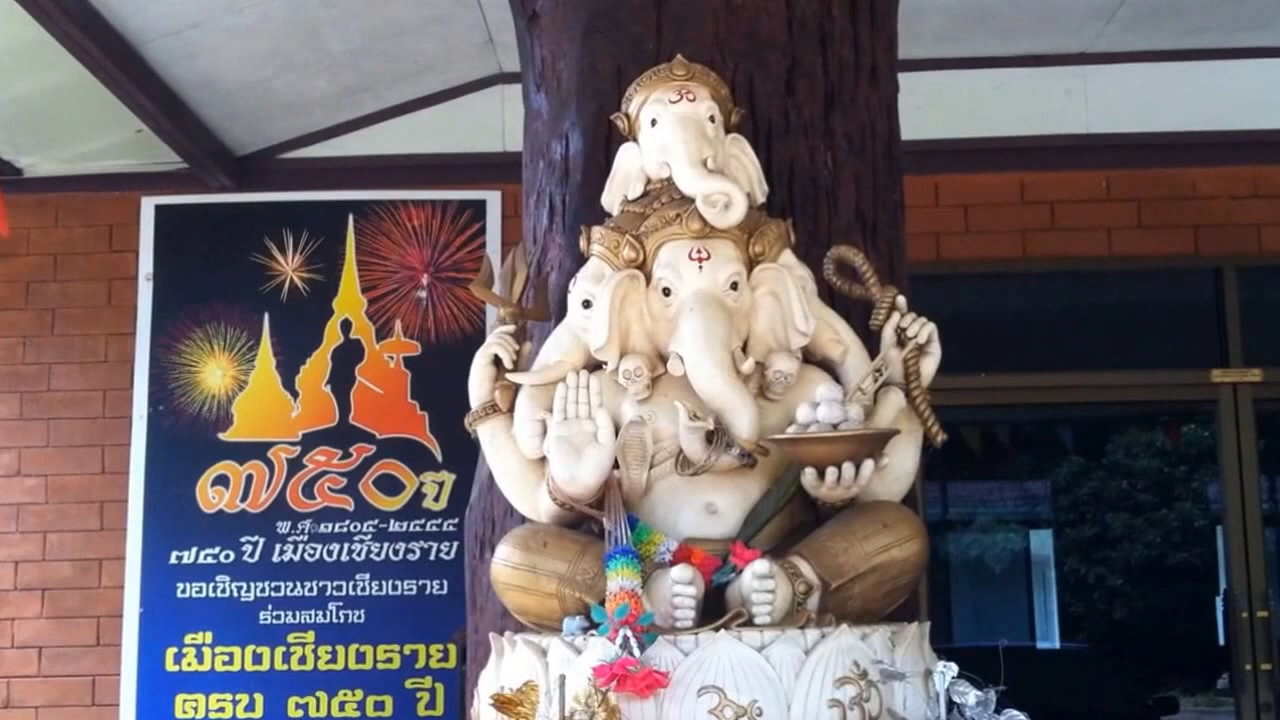 ๗๕๐ ปี
พ.ศ.๑๘๐๕-๒๕๕๕
๗๕๐ ปี เมืองเชียงราย
ขอเชิญชวนชาวเชียงราย
ร่วมสมโภช
เมืองเชียงราย
ครบ ๗๕๐ ปี
ॐ
ॐ
ॐ